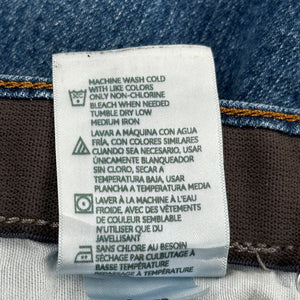 MACHINE WASH COLD
WITH LIKE COLORS
ONLY NON-CHLORINE
BLEACH WHEN NEEDED
TUMBLE DRY LOW
MEDIUM IRON
LAVAR A MÁQUINA CON AGUA
FRÍA, CON COLORES SIMILARES
CUANDO SEA NECESARIO, USAR
ÚNICAMENTE BLANQUEADOR
SIN CLORO, SECAR A
TEMPERATURA BAJA, USAR
PLANCHA A TEMPERATURA MEDIA
LAVER À LA MACHINE À L'EAU
FROIDE, AVEC DES VÊTEMENTS
DE COULEUR SEMBLABLE
N'UTILISER QUE DU
JAVELLISANT
SANS CHLORE AU BESOIN
SÉCHAGE PAR CULBUTAGE À
BASSE TEMPÉRATURE